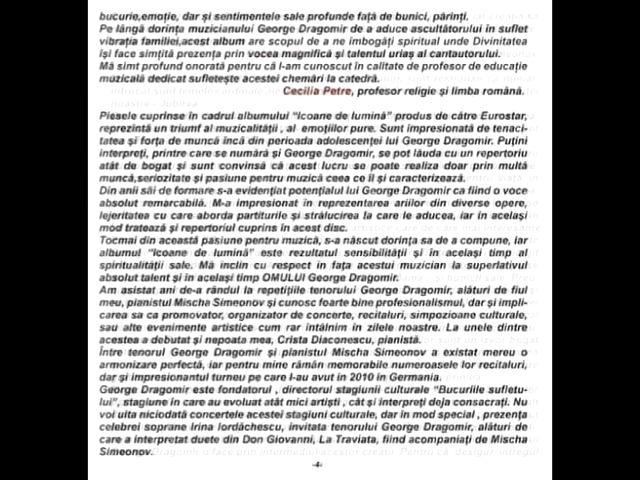 bucurie,emoție, dar și sentimentele sale profunde față de bunici, părinți.
Pe lângă dorința muzicianului George Dragomir de a aduce ascultătorului în suflet
vibrația familiei,acest album are scopul de a ne îmbogăți spiritual unde Divinitatea
își face simțită prezența prin vocea magnifică și talentul uriaș al cantautorului.
Mă simt profund onorată pentru că l-am cunoscut în calitate de profesor de educație
muzicală dedicat sufletește acestei chemări la catedră.
Cecilia Petre, profesor religie și limba română.
Piesele cuprinse în cadrul albumului “Icoane de lumină” produs de către Eurostar,
reprezintă un triumf al muzicalității , al emoțiilor pure. Sunt impresionată de tenaci-
tatea și forța de muncă încă din perioada adolescenței lui George Dragomir. Puțini
interpreți, printre care se numără și George Dragomir, se pot lăuda cu un repertoriu
atât de bogat și sunt convinsă că acest lucru se poate realiza doar prin multă
muncă,seriozitate și pasiune pentru muzică ceea ce îl și caracterizează.
Din anii săi de formare s-a evidențiat potențialul lui George Dragomir ca fiind o voce
absolut remarcabilă. M-a impresionat în reprezentarea ariilor din diverse opere,
lejeritatea cu care aborda partiturile și strălucirea la care le aducea, iar în același
mod tratează și repertoriul cuprins în acest disc.
Tocmai din această pasiune pentru muzică, s-a născut dorința sa de a compune, iar
albumul “Icoane de lumină” este rezultatul sensibilității și în același timp al
spiritualității sale. Mă înclin cu respect în fața acestui muzician la superlativul
absolut talent și în același timp OMULUI George Dragomir.
Am asistat ani de-a rândul la repetițiile tenorului George Dragomir, alături de fiul
meu, pianistul Mischa Simeonov și cunosc foarte bine profesionalismul, dar și impli-
carea sa ca promovator, organizator de concerte, recitaluri, simpozioane culturale,
sau alte evenimente artistice cum rar întâlnim în zilele noastre. La unele dintre
acestea a debutat și nepoata mea, Crista Diaconescu, pianistă.
Între tenorul George Dragomir și pianistul Mischa Simeonov a existat mereu o
armonizare perfectă, iar pentru mine rămân memorabile numeroasele lor recitaluri,
dar și impresionantul turneu pe care l-au avut în 2010 în Germania.
George Dragomir este fondatorul , directorul stagiunii culturale “Bucuriile sufletu-
lui”, stagiune în care au evoluat atât mici artiști , cât și interpreți deja consacrați. Nu
voi uita niciodată concertele acestei stagiuni culturale, dar în mod special , prezența
celebrei soprane Irina Iordăchescu, invitata tenorului George Dragomir, alături de
care a interpretat duete din Don Giovanni, La Traviata, fiind acompaniați de Mischa
Simeonov.
-4-